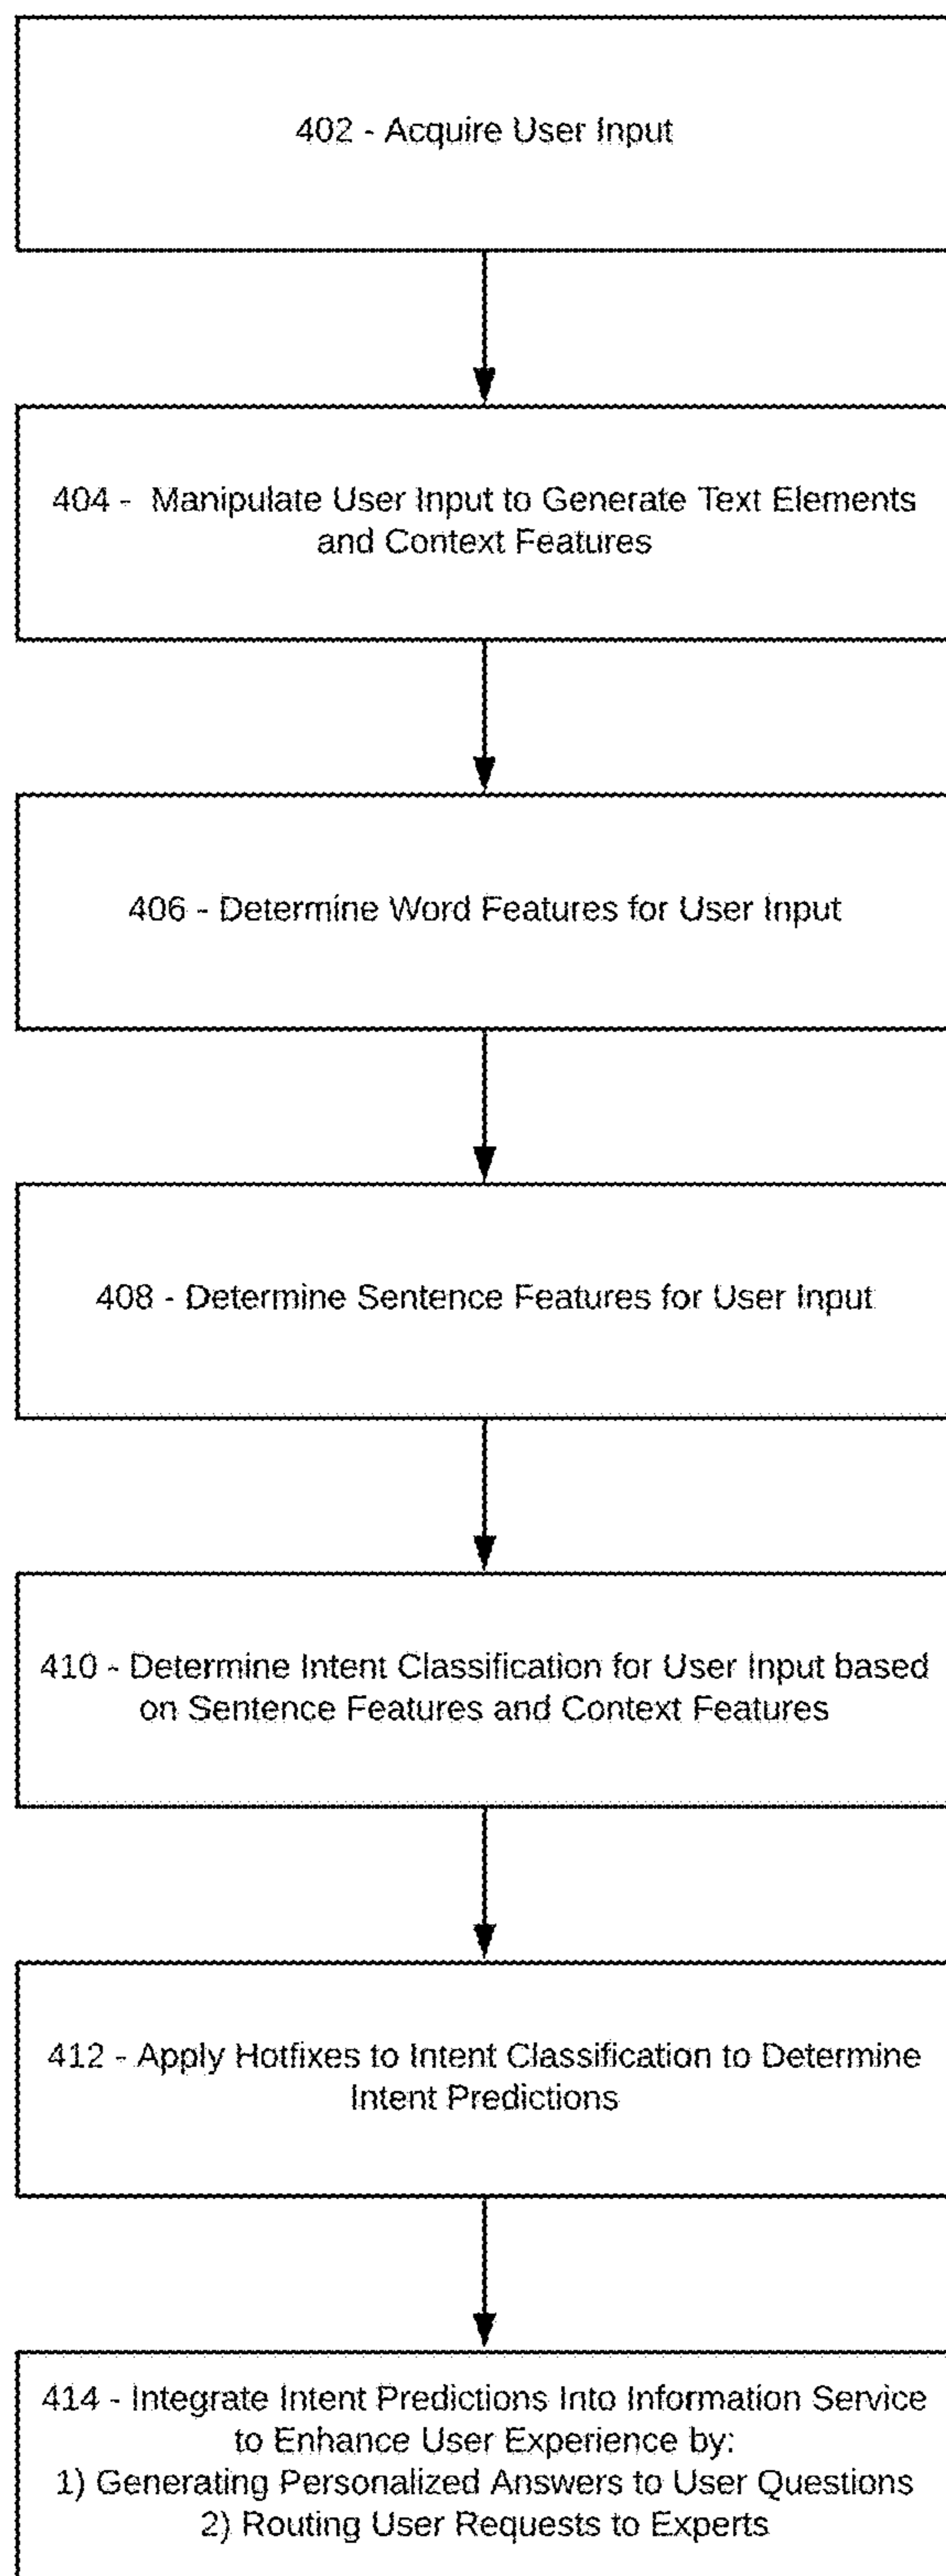 402 - Acquire User Input
404 - Manipulate User Input to Generate Text Elements
and Context Features
406 - Determine Word Features for User Input
408 - Determine Sentence Features for User Input
410 - Determine Intent Classification for User Input based
on Sentence Features and Context Features
412 - Apply Hotfixes to Intent Classification to Determine
Intent Predictions
414 - Integrate Intent Predictions Into Information Service
to Enhance User Experience by:
1) Generating Personalized Answers to User Questions
2) Routing User Requests to Experts